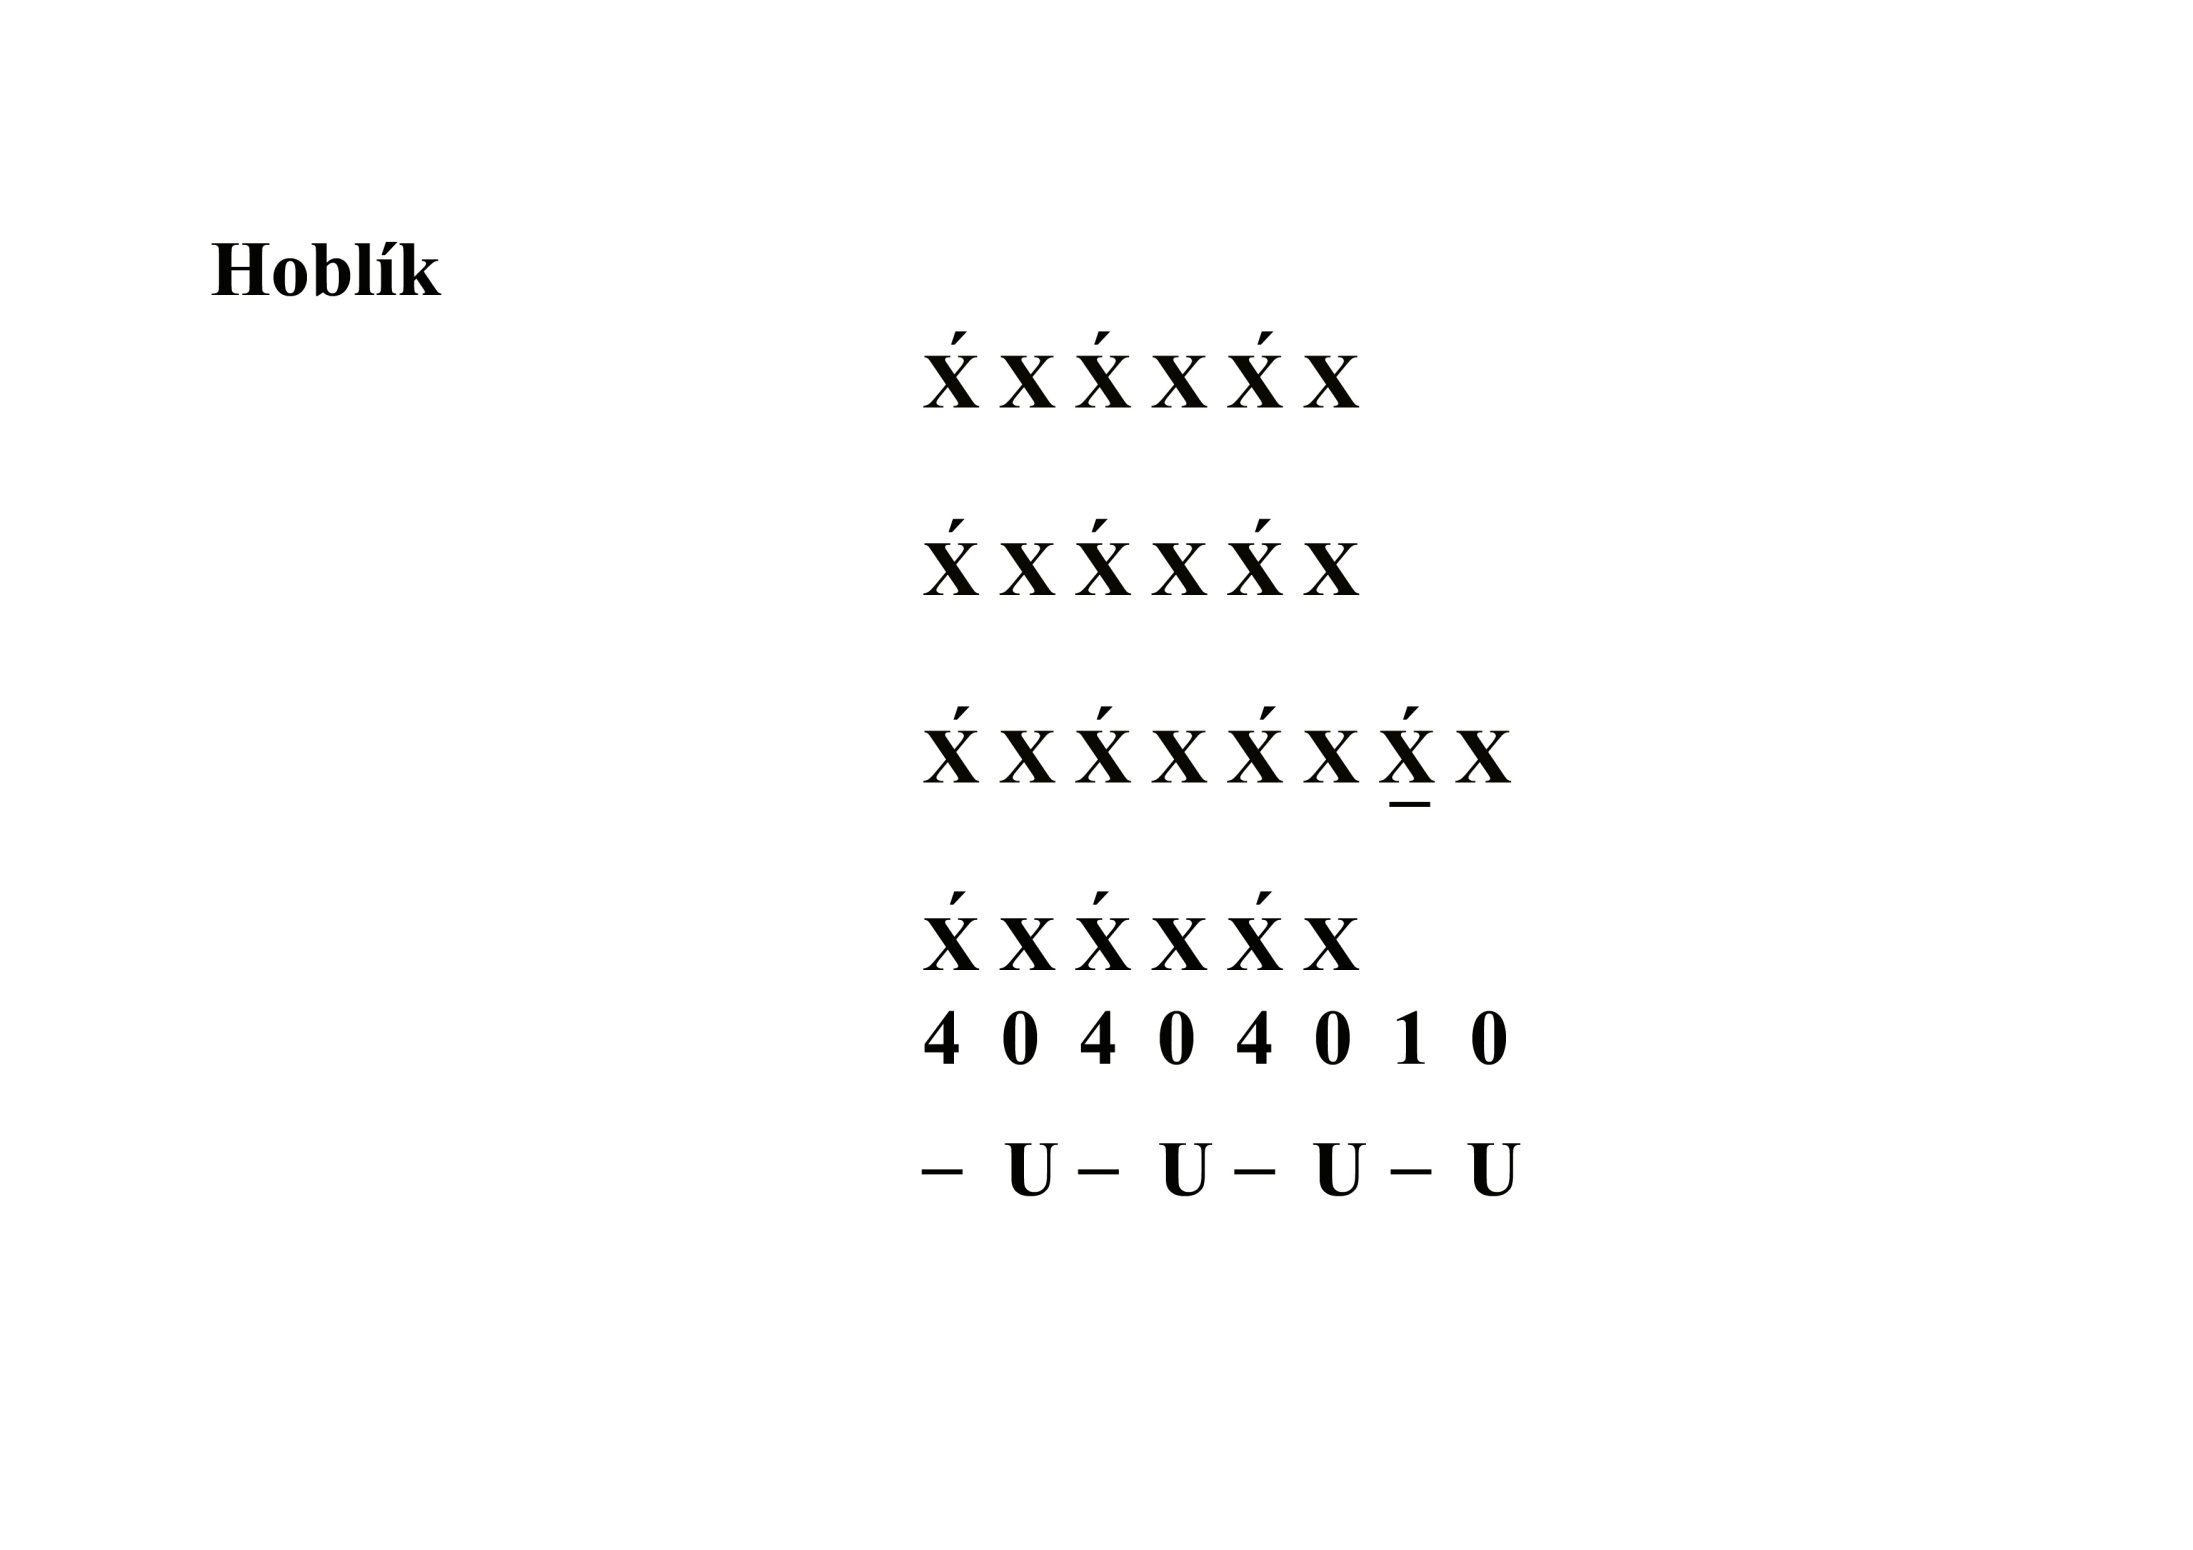 Hoblík
x́ x x́ x x́ x
x́ x x́ x x́ x
x́ x x́ x x́ x x̱́ x
x́ x x́ x x́ x
4 0 4 0 4 0 1 0
– U – U – U – U